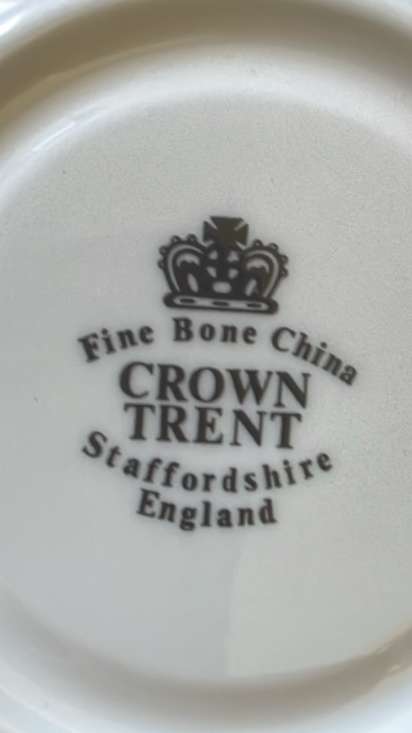 Fine Bone China
CROWN
TRENT
Staffordshire
England